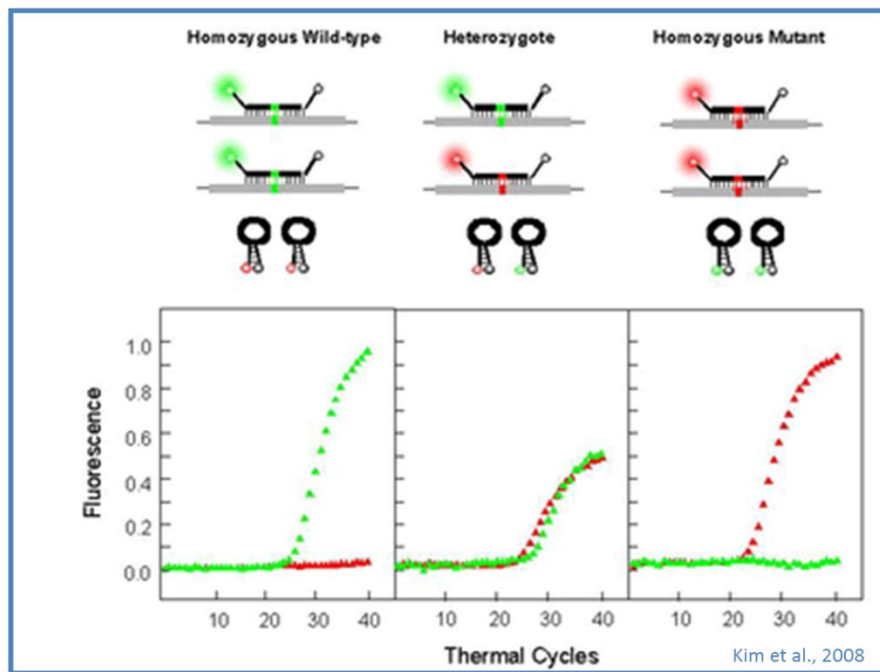 Homozygous Wild-type Heterozygote Homozygous Mutant
Fluorescence
1.0
0.8
0.6
0.4
0.2
0.0
10 20 30 40 10 20 30 40 10 20 30 40
Thermal Cycles
Kim et al., 2008